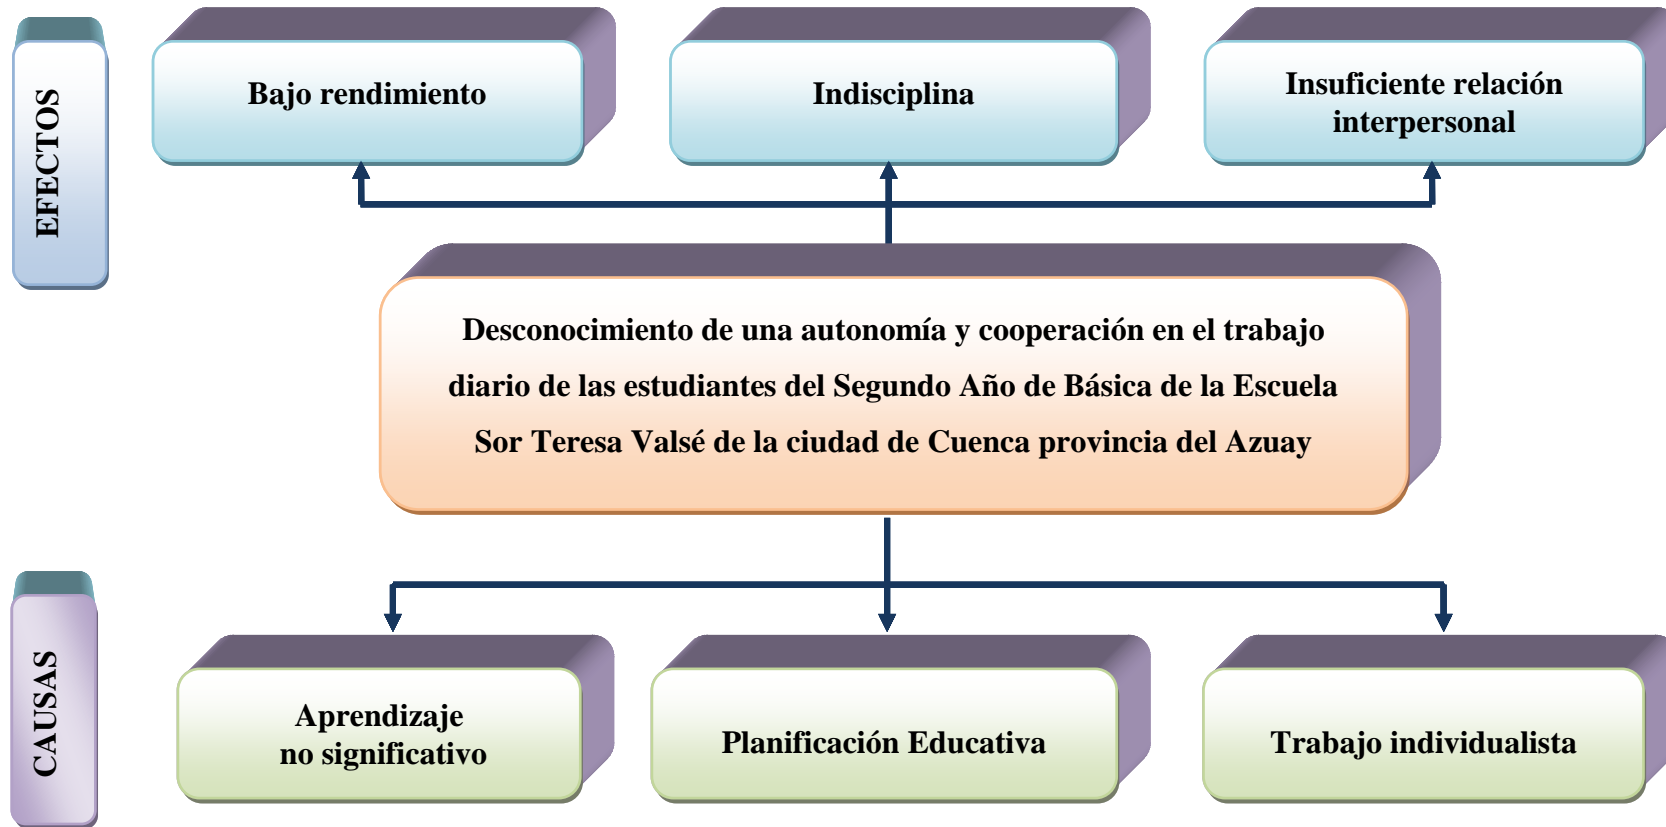 EFECTOS
Bajo rendimiento
Indisciplina
Insuficiente relación
interpersonal
Desconocimiento de una autonomía y cooperación en el trabajo
diario de las estudiantes del Segundo Año de Básica de la Escuela
Sor Teresa Valsé de la ciudad de Cuenca provincia del Azuay
CAUSAS
Aprendizaje
no significativo
Planificación Educativa
Trabajo individualista